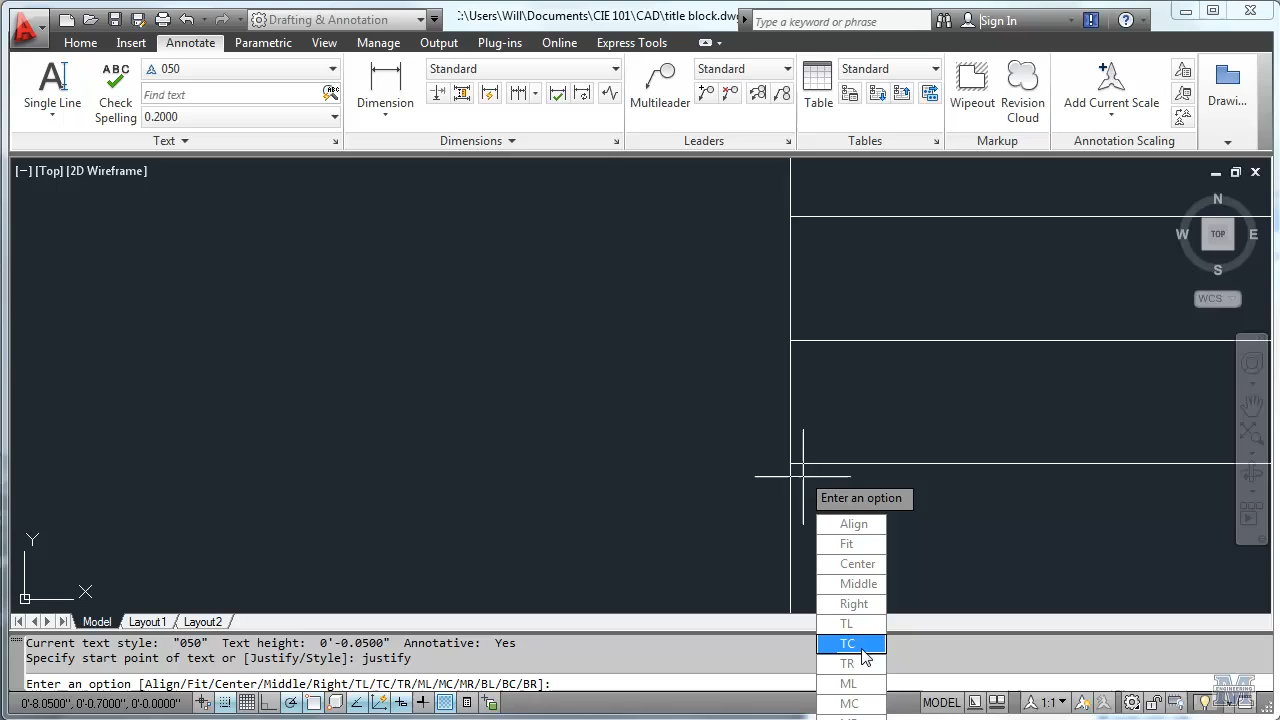 Drafting & Annotation
:\Users\Will\Documents\CIE 101\CAD\title block.dwg
Type a keyword or phrase
Sign In
Home Insert Annotate Parametric View Manage Output Plug-ins Online Express Tools
A Single Line
ABC Check Spelling
050
Find text
0.2000
Text
Dimension
Standard
Dimensions
Multileader
Standard
Leaders
Table
Standard
Tables
Wipeout
Revision Cloud
Markup
Add Current Scale
Annotation Scaling
Drawi...
[−] [Top] [2D Wireframe]
N
W TOP E
S
WCS
Enter an option
Align
Fit
Center
Middle
Right
TL
TC
TR
ML
MC
Y
X
Model Layout1 Layout2
Current text style: "050" Text height: 0'-0.0500" Annotative: Yes
Specify start point of text or [Justify/Style]: justify
Enter an option [Align/Fit/Center/Middle/Right/TL/TC/TR/ML/MC/MR/BL/BC/BR]:
0'-8.0500", 0'-0.7000", 0'-0.00"
MODEL
1:1